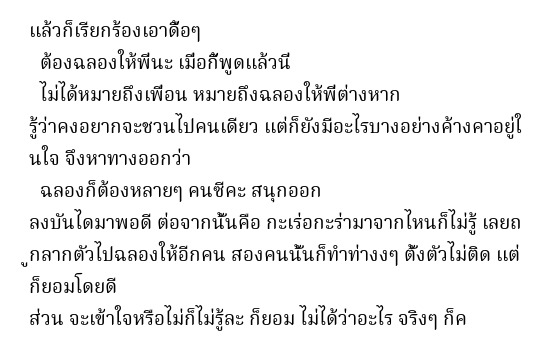 แล้วก็เรียกร้องเอาดื้อๆ
ต้องฉลองให้พี่นะ เมื่อกี้พูดแล้วนี่
ไม่ได้หมายถึงเพื่อน หมายถึงฉลองให้พี่ต่างหาก
รู้ว่าคงอยากจะชวนไปคนเดียว แต่ก็ยังมีอะไรบางอย่างค้างคาอยู่ใ
นใจ จึงหาทางออกว่า
ฉลองก็ต้องหลายๆ คนซีคะ สนุกออก
ลงบันไดมาพอดี ต่อจากนั้นคือ กะเร่อกะร่ามาจากไหนก็ไม่รู้ เลยถ
ูกลากตัวไปฉลองให้อีกคน สองคนนั้นก็ทำท่างงๆ ตั้งตัวไม่ติด แต่
ก็ยอมโดยดี
ส่วน จะเข้าใจหรือไม่ก็ไม่รู้ละ ก็ยอม ไม่ได้ว่าอะไร จริงๆ ก็ค